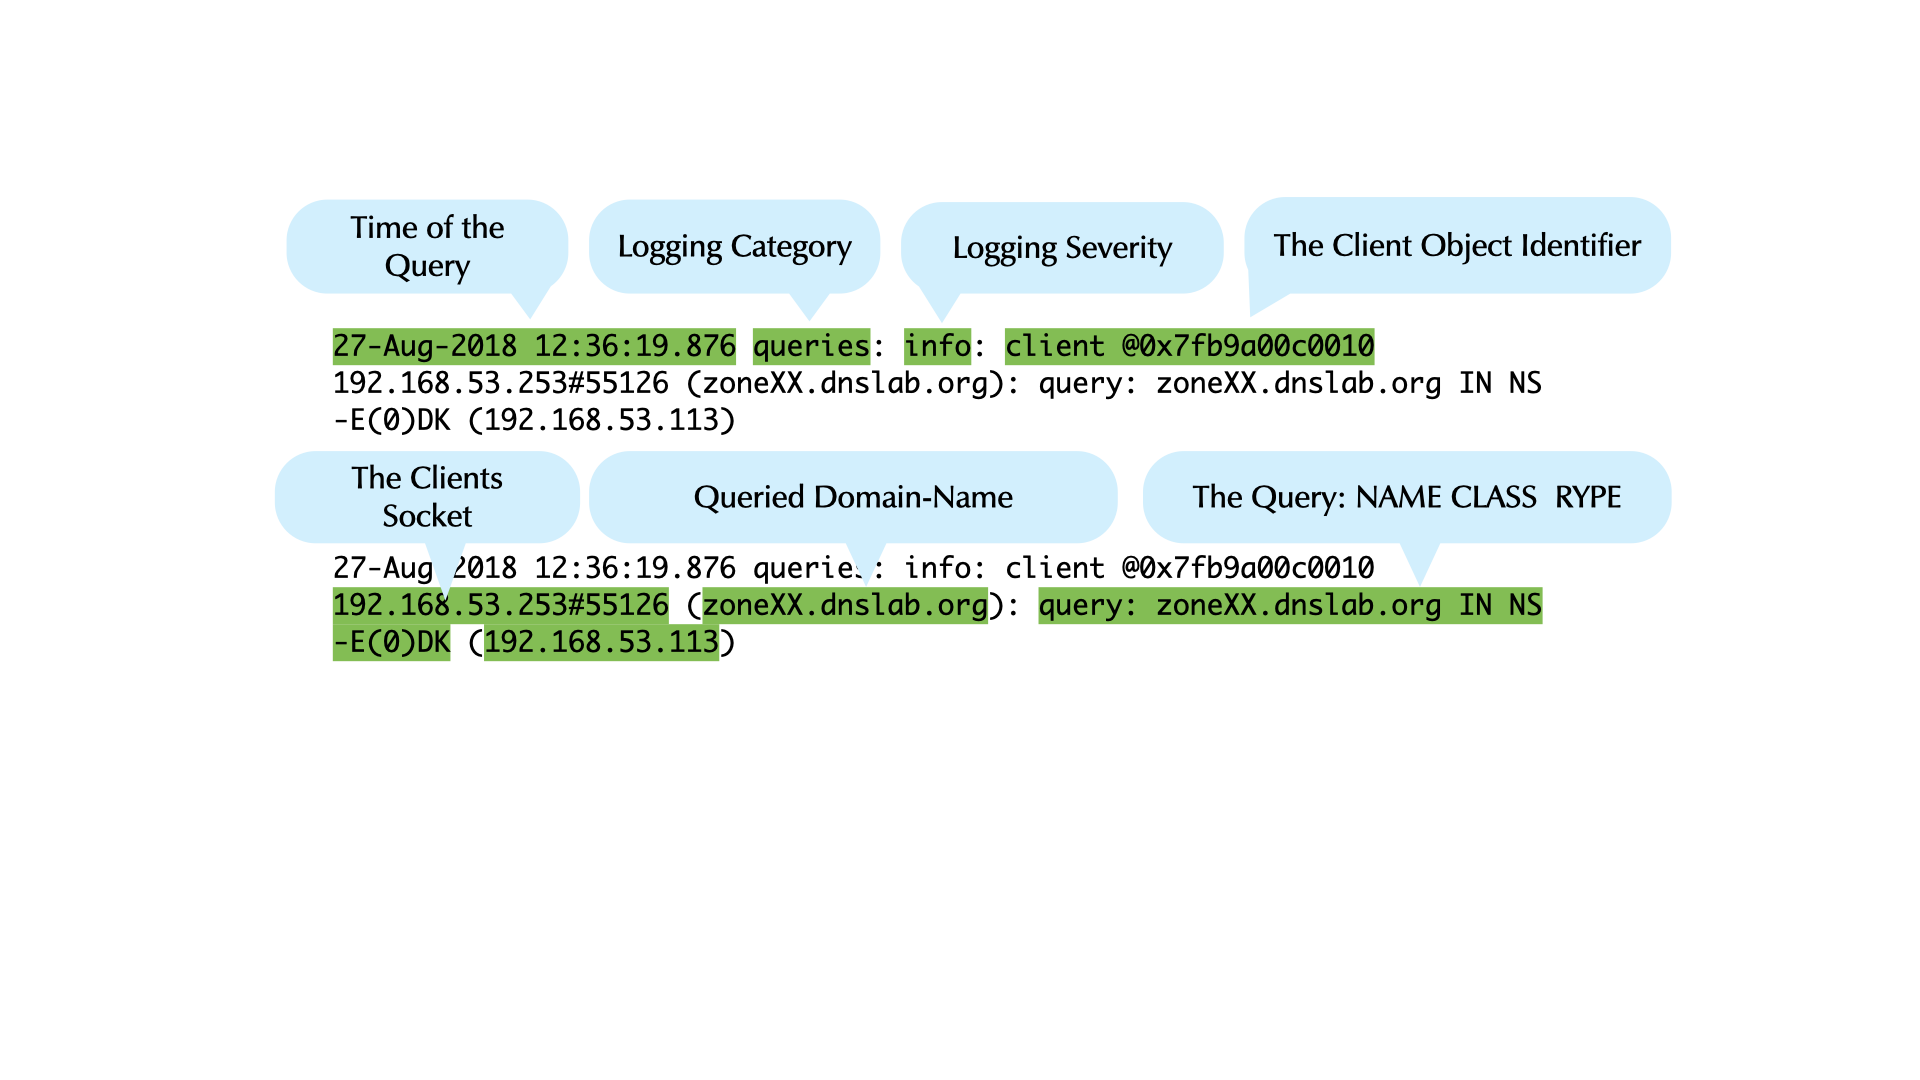 Time of the
Query
Logging Category
Logging Severity
The Client Object Identifier
27-Aug-2018 12:36:19.876 queries: info: client @0x7fb9a00c0010
192.168.53.253#55126 (zoneXX.dnslab.org): query: zoneXX.dnslab.org IN NS
-E(0)DK (192.168.53.113)
The Clients
Socket
Queried Domain-Name
The Query: NAME CLASS  RYPE
27-Aug-2018 12:36:19.876 queries: info: client @0x7fb9a00c0010
192.168.53.253#55126 (zoneXX.dnslab.org): query: zoneXX.dnslab.org IN NS
-E(0)DK (192.168.53.113)